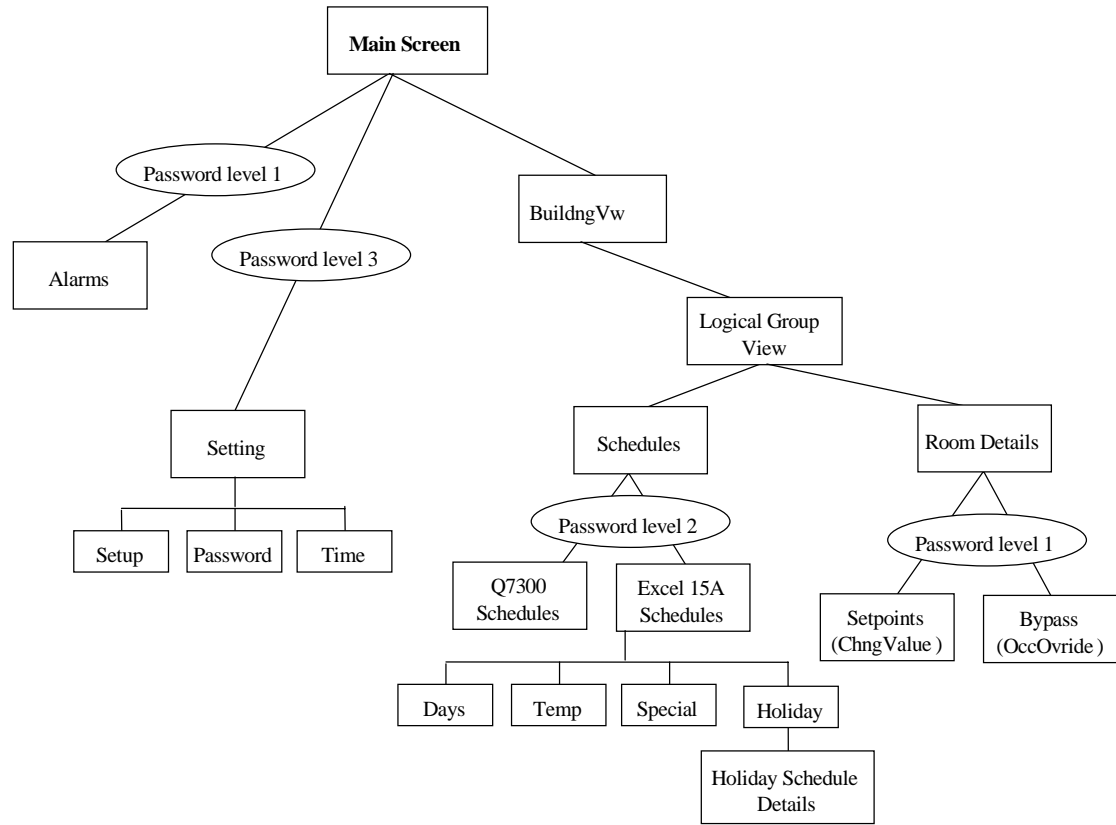 Main Screen
Password level 1
BuildngVw
Password level 3
Alarms
Logical Group
View
Setting
Schedules
Room Details
Password level 2
Password level 1
Setup
Password
Time
Q7300
Schedules
Excel 15A
Schedules
Setpoints
(ChngValue )
Bypass
(OccOvride )
Days
Temp
Special
Holiday
Holiday Schedule
Details